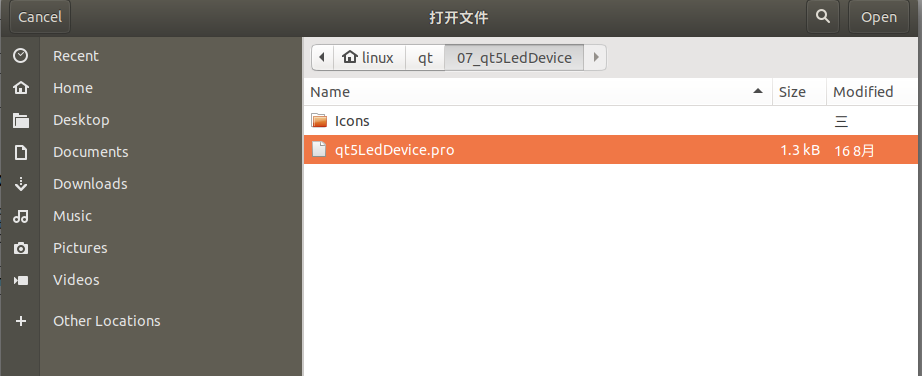 Cancel 打开文件 Open
Recent
Home
Desktop
Documents
Downloads
Music
Pictures
Videos
Other Locations
linux qt 07_qt5LedDevice
Name Size Modified
Icons 三
qt5LedDevice.pro 1.3 kB 16 8月